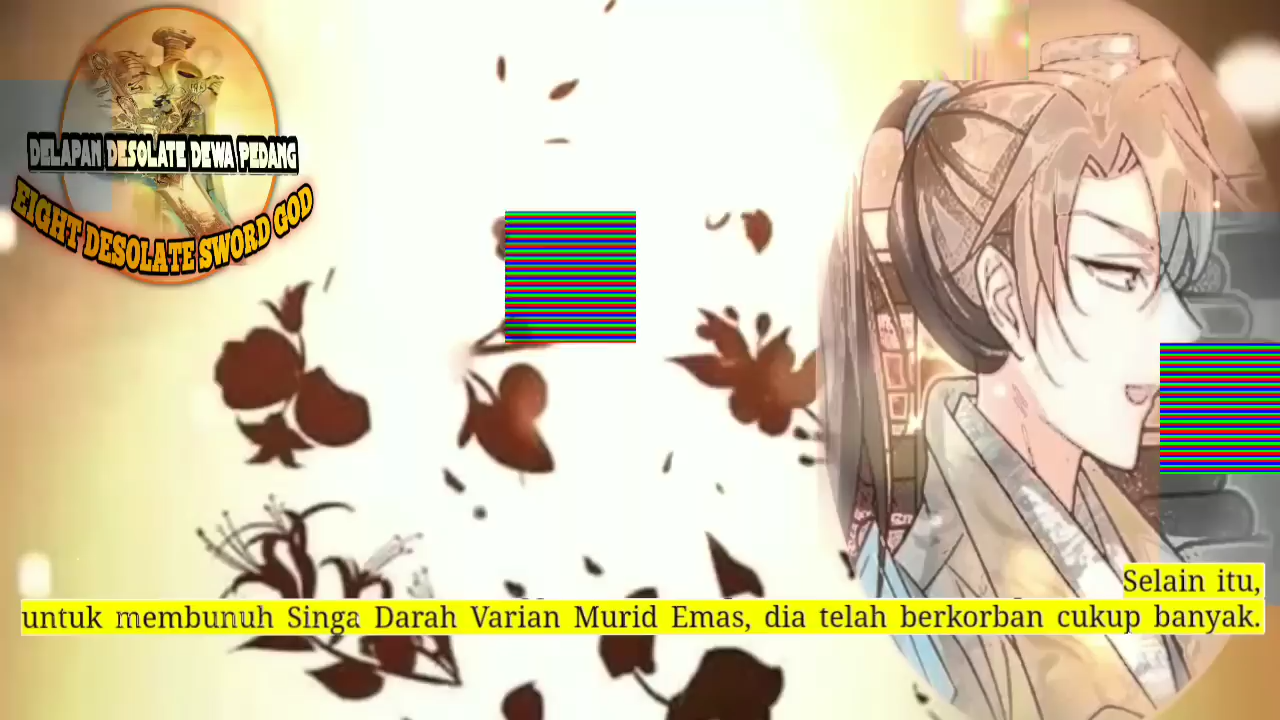 DELAPAN DESOLATE DEWA PEDANG
EIGHT DESOLATE SWORD GOD
Selain itu,
untuk membunuh Singa Darah Varian Murid Emas, dia telah berkorban cukup banyak.